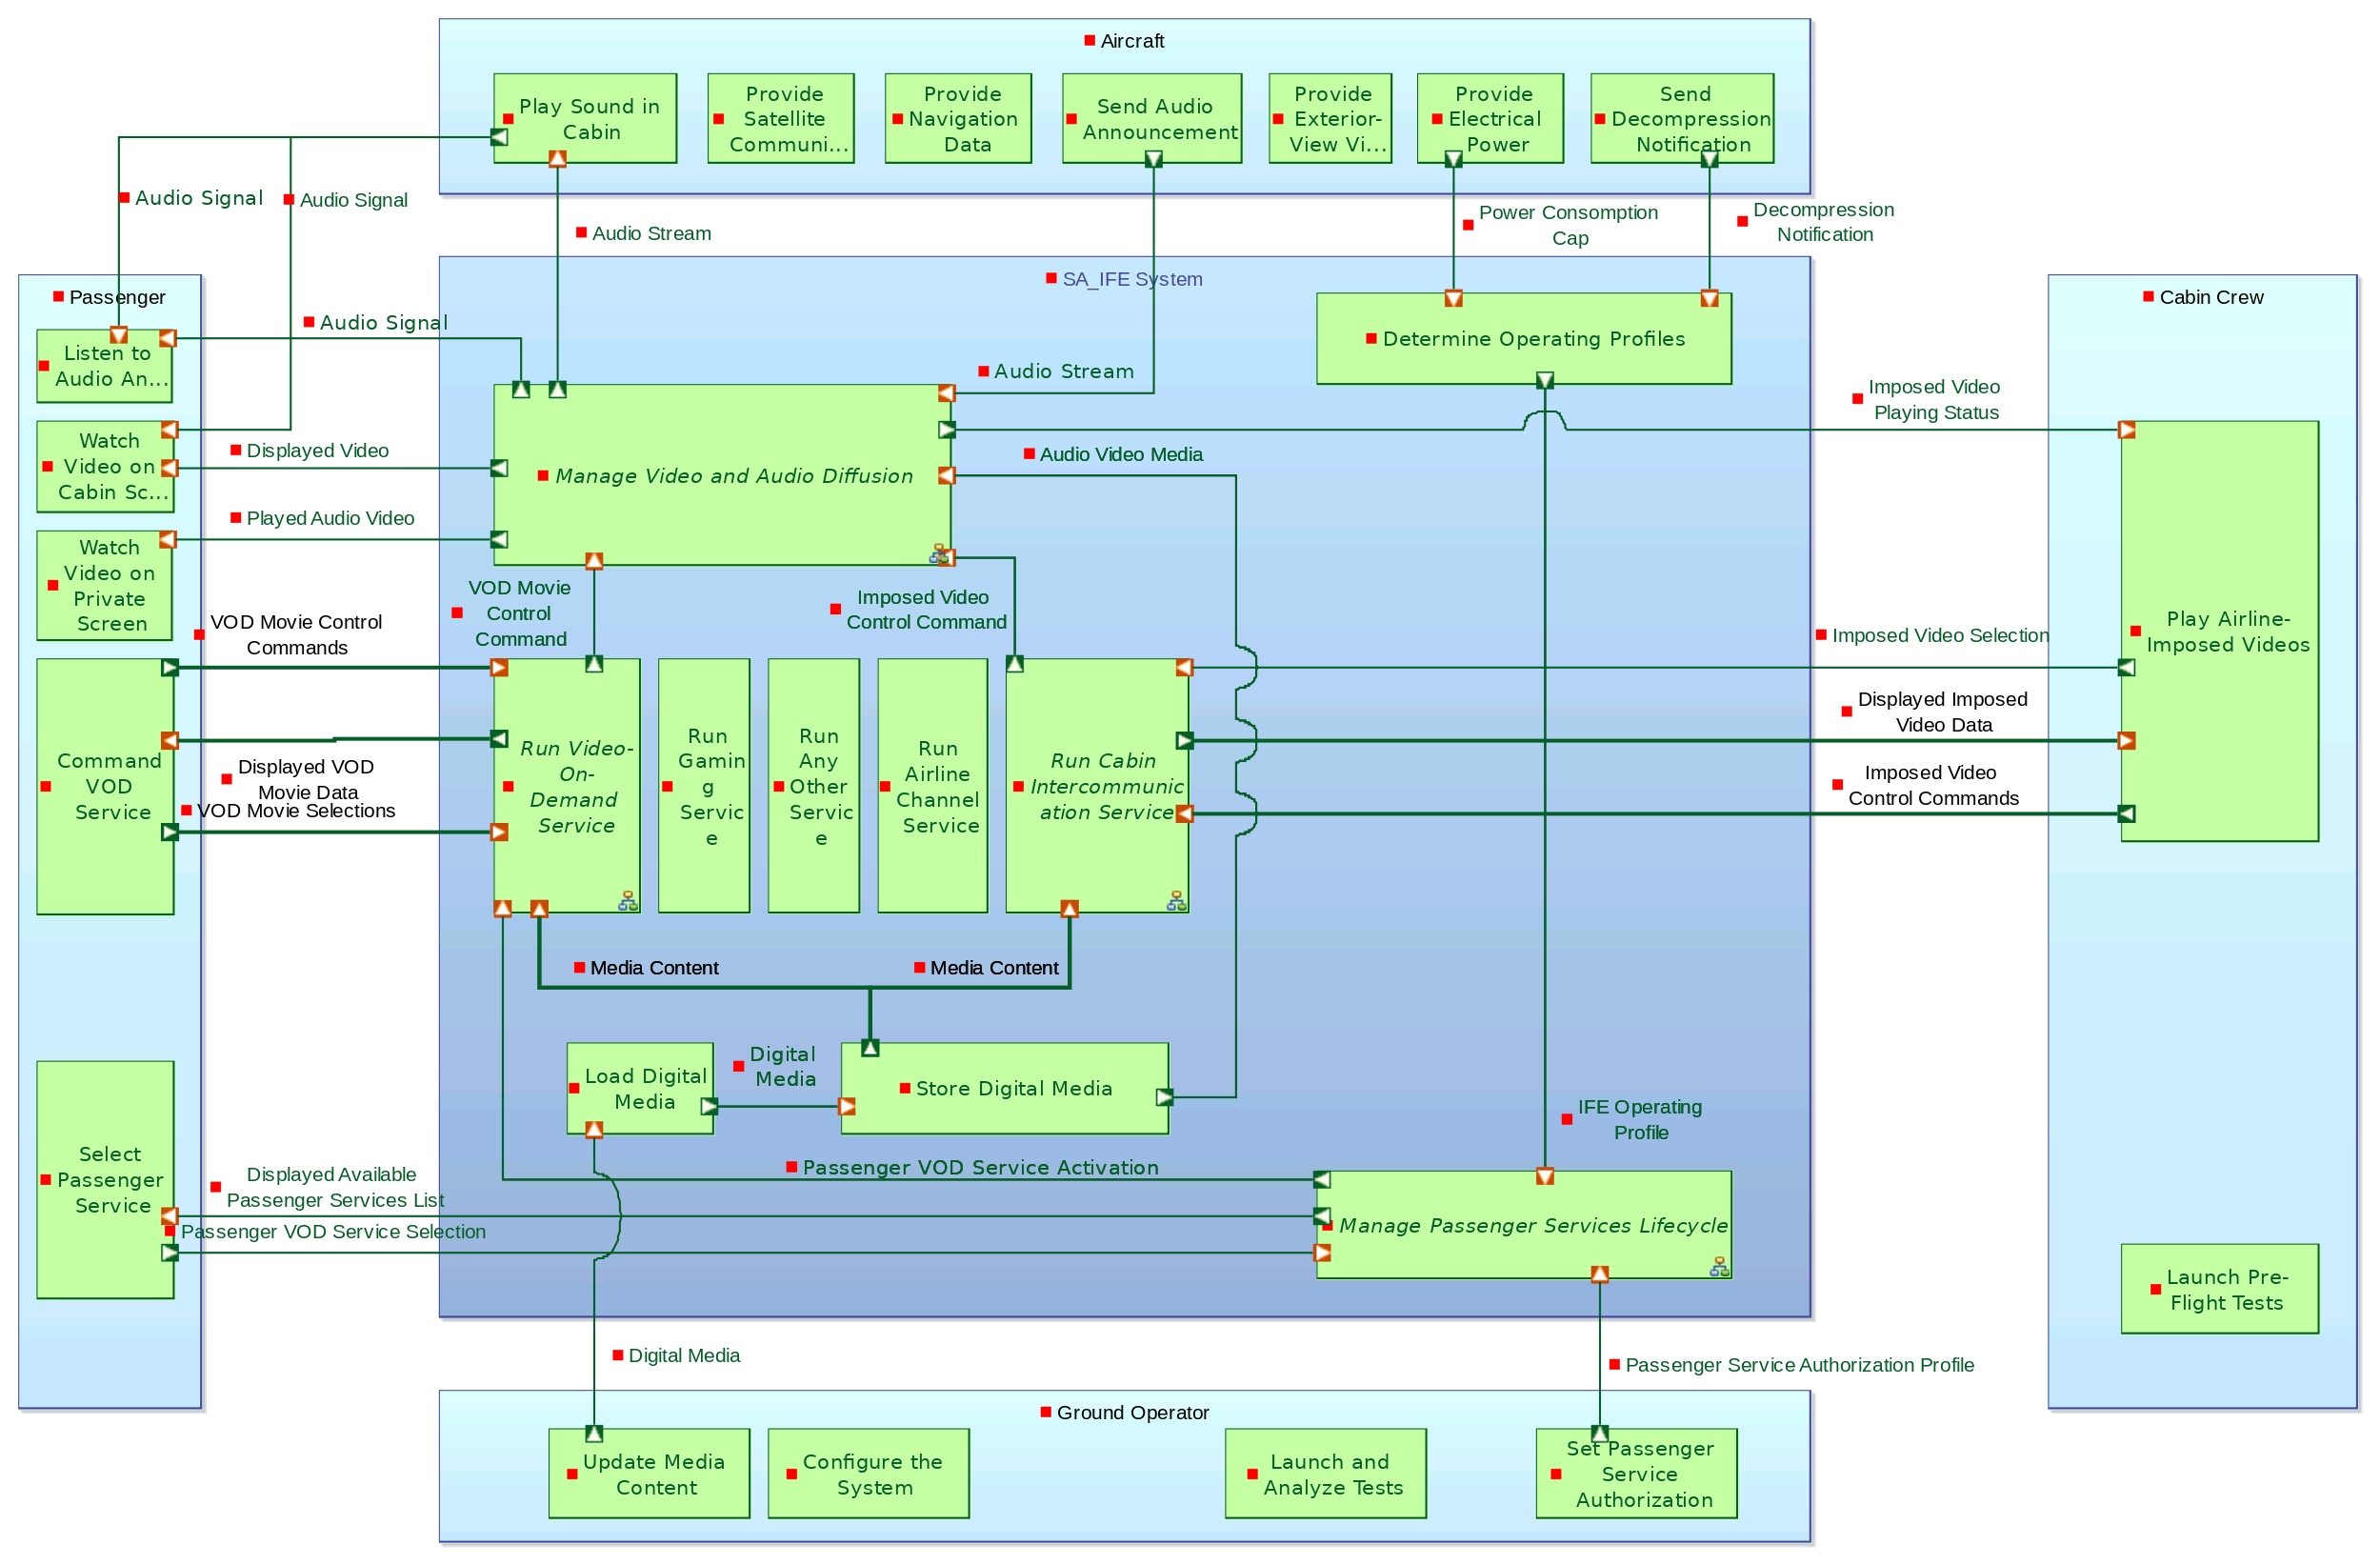 Aircraft
Play Sound in
Cabin
Provide
Satellite
Communi...
Provide
Navigation
Data
Send Audio
Announcement
Provide
Exterior-
View Vi...
Provide
Electrical
Power
Send
Decompression
Notification
Audio Signal
Audio Signal
Audio Stream
Power Consomption
Cap
Decompression
Notification
Passenger
SA_IFE System
Cabin Crew
Listen to
Audio An...
Audio Signal
Determine Operating Profiles
Audio Stream
Imposed Video
Playing Status
Watch
Video on
Cabin Sc...
Displayed Video
Manage Video and Audio Diffusion
Audio Video Media
Watch
Video on
Private
Screen
Played Audio Video
VOD Movie
Control
Command
Imposed Video
Control Command
VOD Movie Control
Commands
Imposed Video Selection
Play Airline-
Imposed Videos
Command
VOD
Service
Displayed VOD
Movie Data
VOD Movie Selections
Run Video-
On-
Demand
Service
Run
Gamin
g
Servic
e
Run
Any
Other
Servic
e
Run
Airline
Channel
Service
Run Cabin
Intercommunic
ation Service
Displayed Imposed
Video Data
Imposed Video
Control Commands
Media Content
Media Content
Load Digital
Media
Digital
Media
Store Digital Media
IFE Operating
Profile
Select
Passenger
Service
Displayed Available
Passenger Services List
Passenger VOD Service Selection
Passenger VOD Service Activation
Manage Passenger Services Lifecycle
Launch Pre-
Flight Tests
Digital Media
Passenger Service Authorization Profile
Ground Operator
Update Media
Content
Configure the
System
Launch and
Analyze Tests
Set Passenger
Service
Authorization